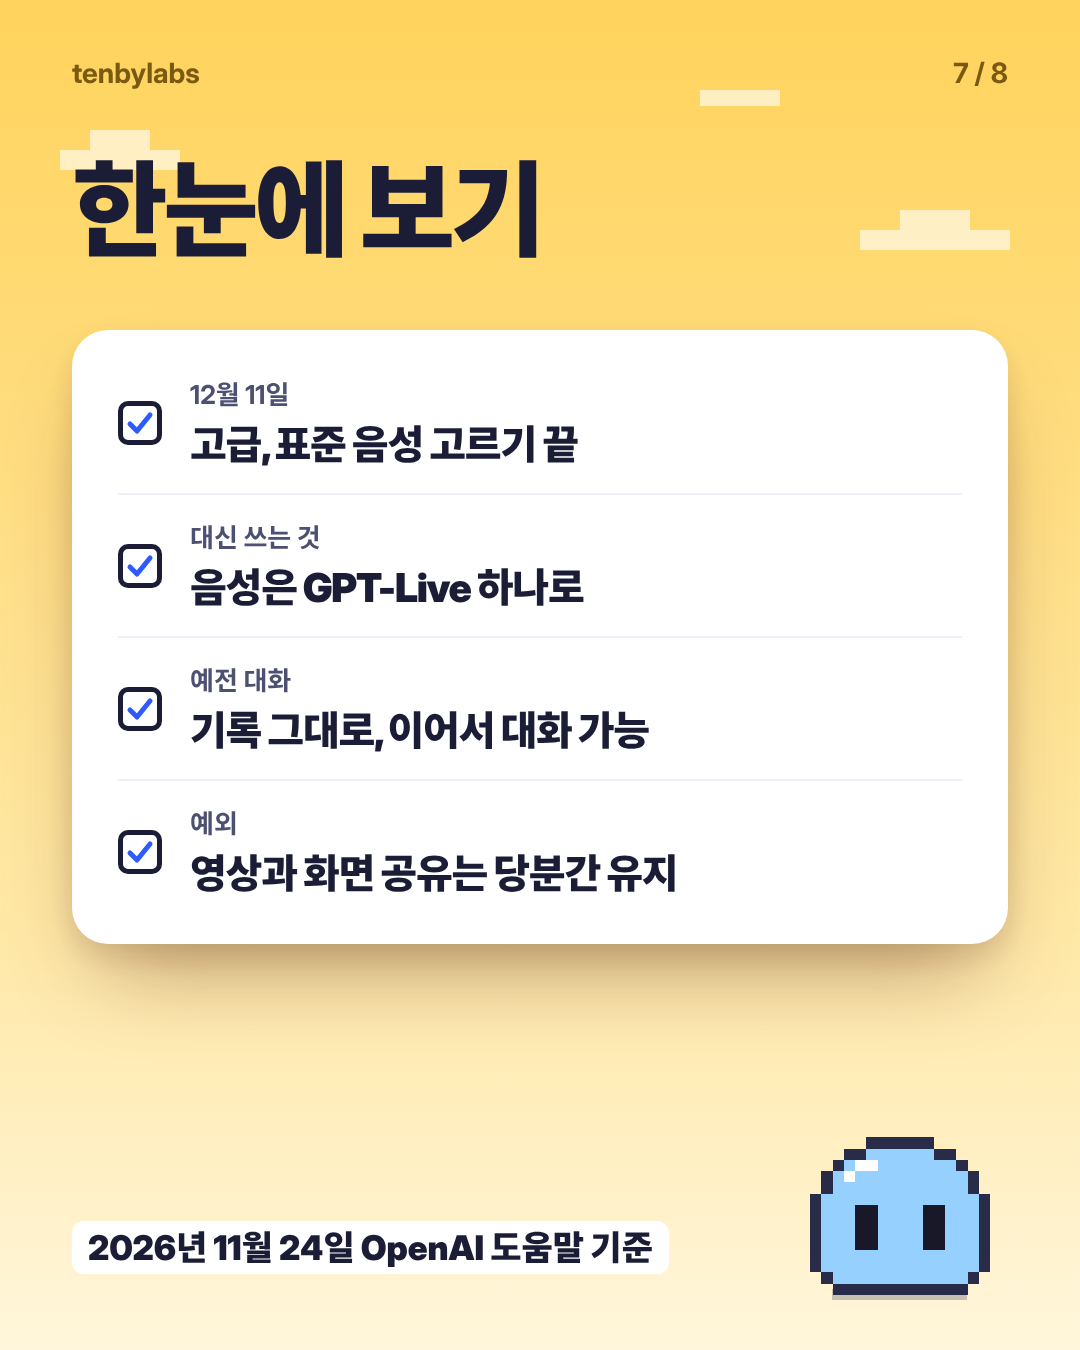 tenbylabs
7 / 8
한눈에 보기
12월 11일
고급, 표준 음성 고르기 끝
대신 쓰는 것
음성은 GPT-Live 하나로
예전 대화
기록 그대로, 이어서 대화 가능
예외
영상과 화면 공유는 당분간 유지
2026년 11월 24일 OpenAI 도움말 기준